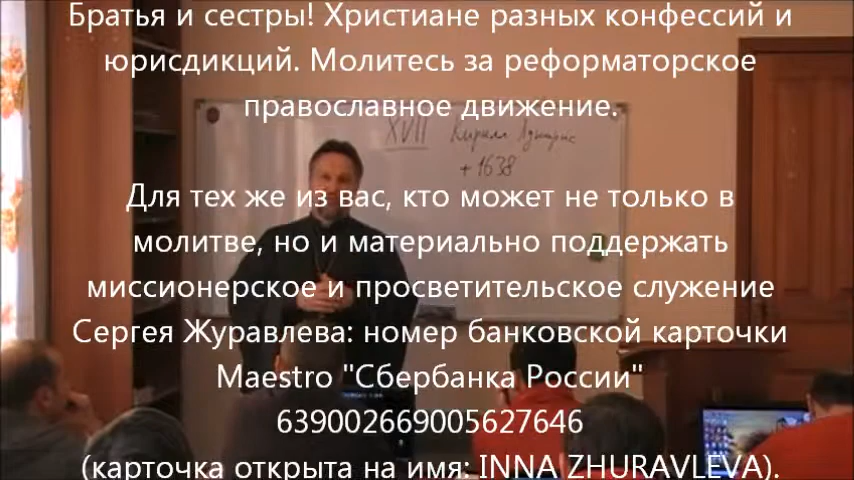 Братья и сестры! Христиане разных конфессий и
юрисдикций. Молитесь за реформаторское
православное движение.
XVII Кирилл Лукарис
+ 1638
Для тех же из вас, кто может не только в
молитве, но и материально поддержать
миссионерское и просветительское служение
Сергея Журавлева: номер банковской карточки
Maestro "Сбербанка России"
639002669005627646
(карточка открыта на имя: INNA ZHURAVLEVA).